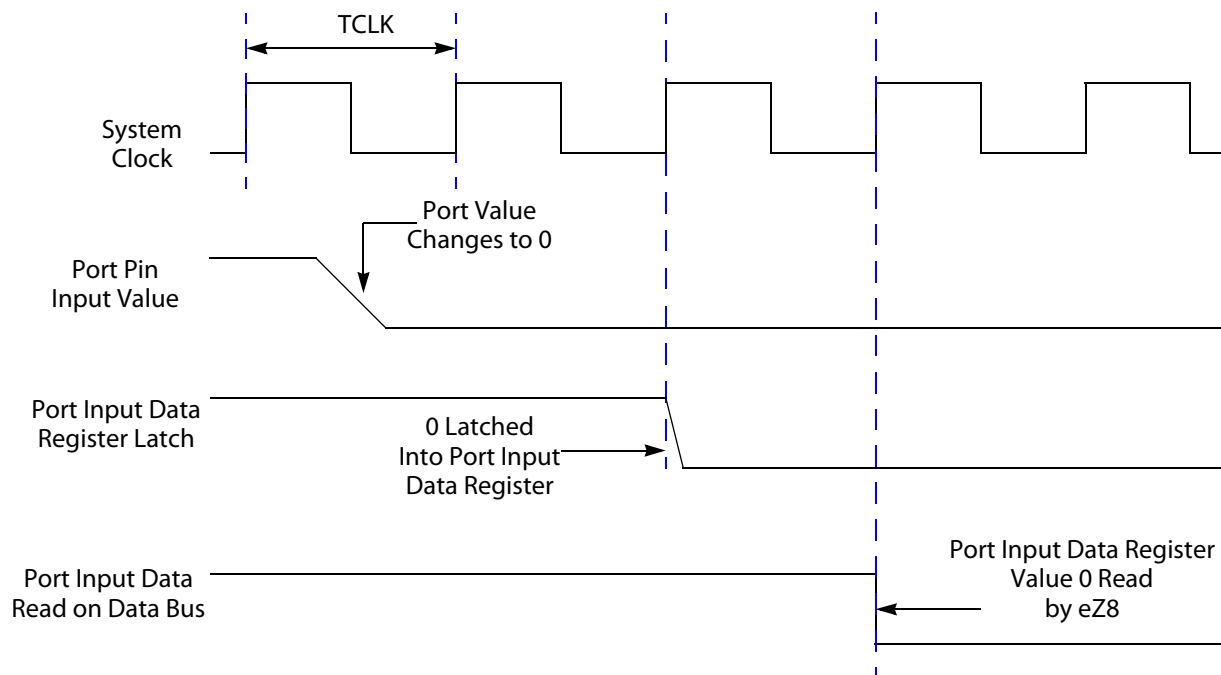 TCLK
System
Clock
Port Value
Changes to 0
Port Pin
Input Value
Port Input Data
Register Latch
0 Latched
Into Port Input
Data Register
Port Input Data
Read on Data Bus
Port Input Data Register
Value 0 Read
by eZ8